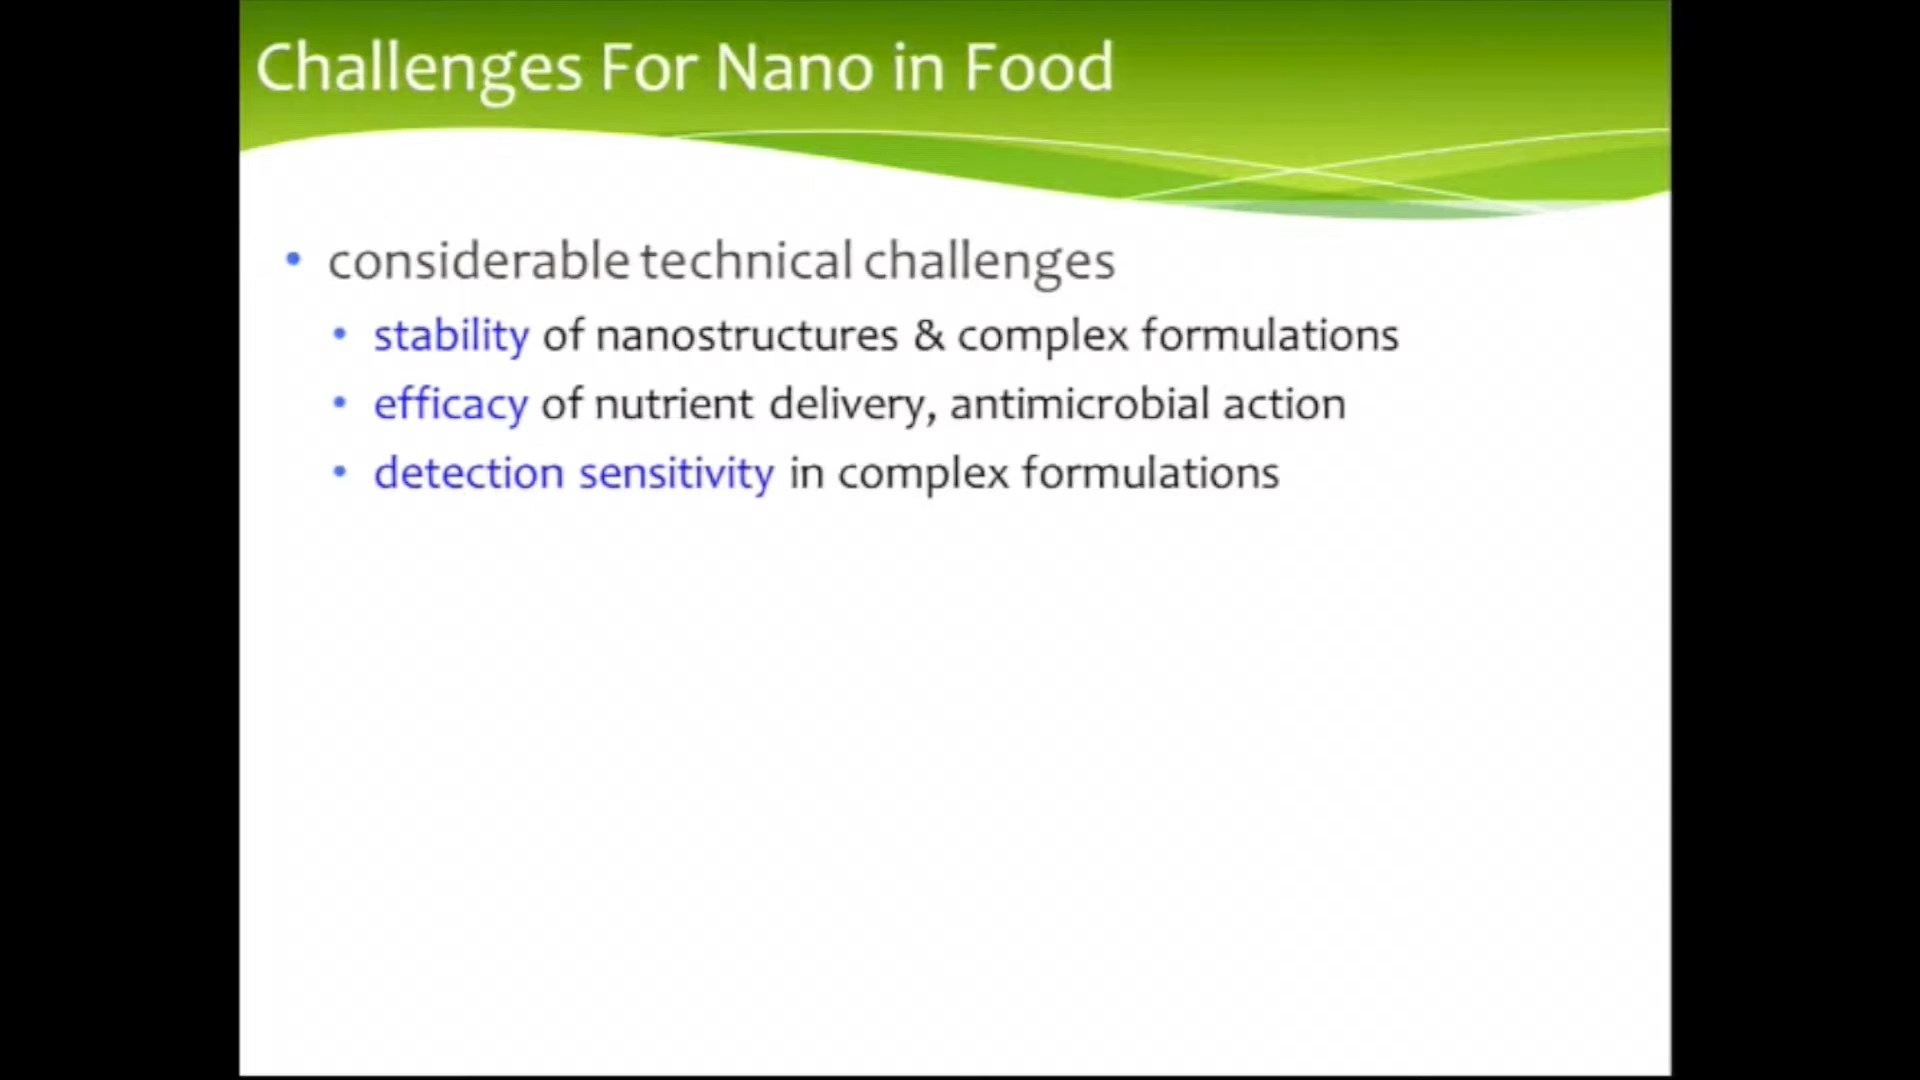 Challenges For Nano in Food
• considerable technical challenges
• stability of nanostructures & complex formulations
• efficacy of nutrient delivery, antimicrobial action
• detection sensitivity in complex formulations